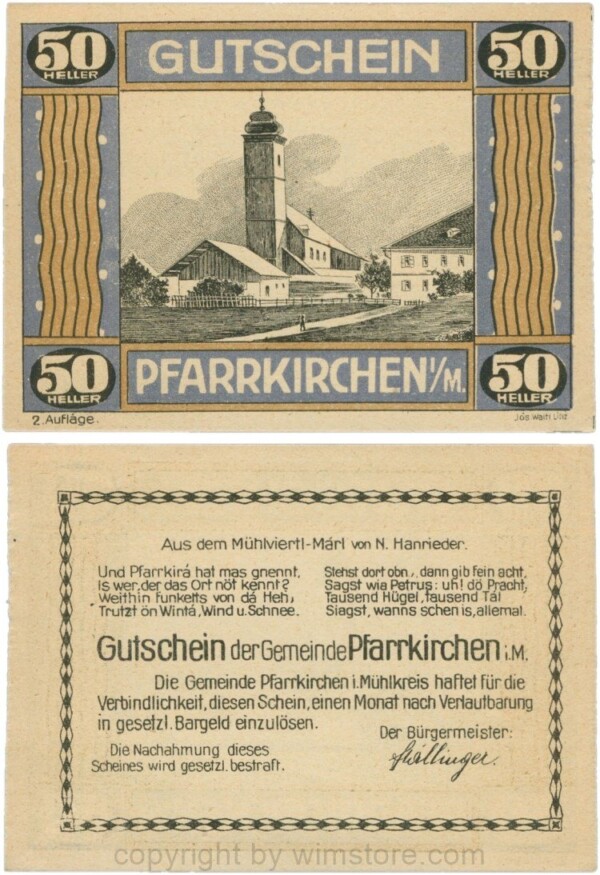 50 HELLER
GUTSCHEIN
50 HELLER
50 HELLER
PFARRKIRCHEN i/M.
50 HELLER
2. Auflage.
Jos. Waitl Linz
Aus dem Mühlviertl-Márl von N. Hanrieder.
Und Pfarrkirá hat mas gnennt,
Is wer, der das Ort nöt kennt?
Weithin funkelts von dá Heh,
Trutzt ön Wintá, Wind u. Schnee.
Stehst dort obn, dann gib fein acht,
Sagst wia Petrus: uh! dö Pracht,
Tausend Hügel, tausend Tál
Siagst, wanns schen is, allemal.
Gutschein der Gemeinde Pfarrkirchen i. M.
Die Gemeinde Pfarrkirchen i. Mühlkreis haftet für die
Verbindlichkeit, diesen Schein, einen Monat nach Verlautbarung
in gesetzl. Bargeld einzulösen.
Der Bürgermeister:
Die Nachahmung dieses
Scheines wird gesetzl. bestraft.
copyright by wimstore.com